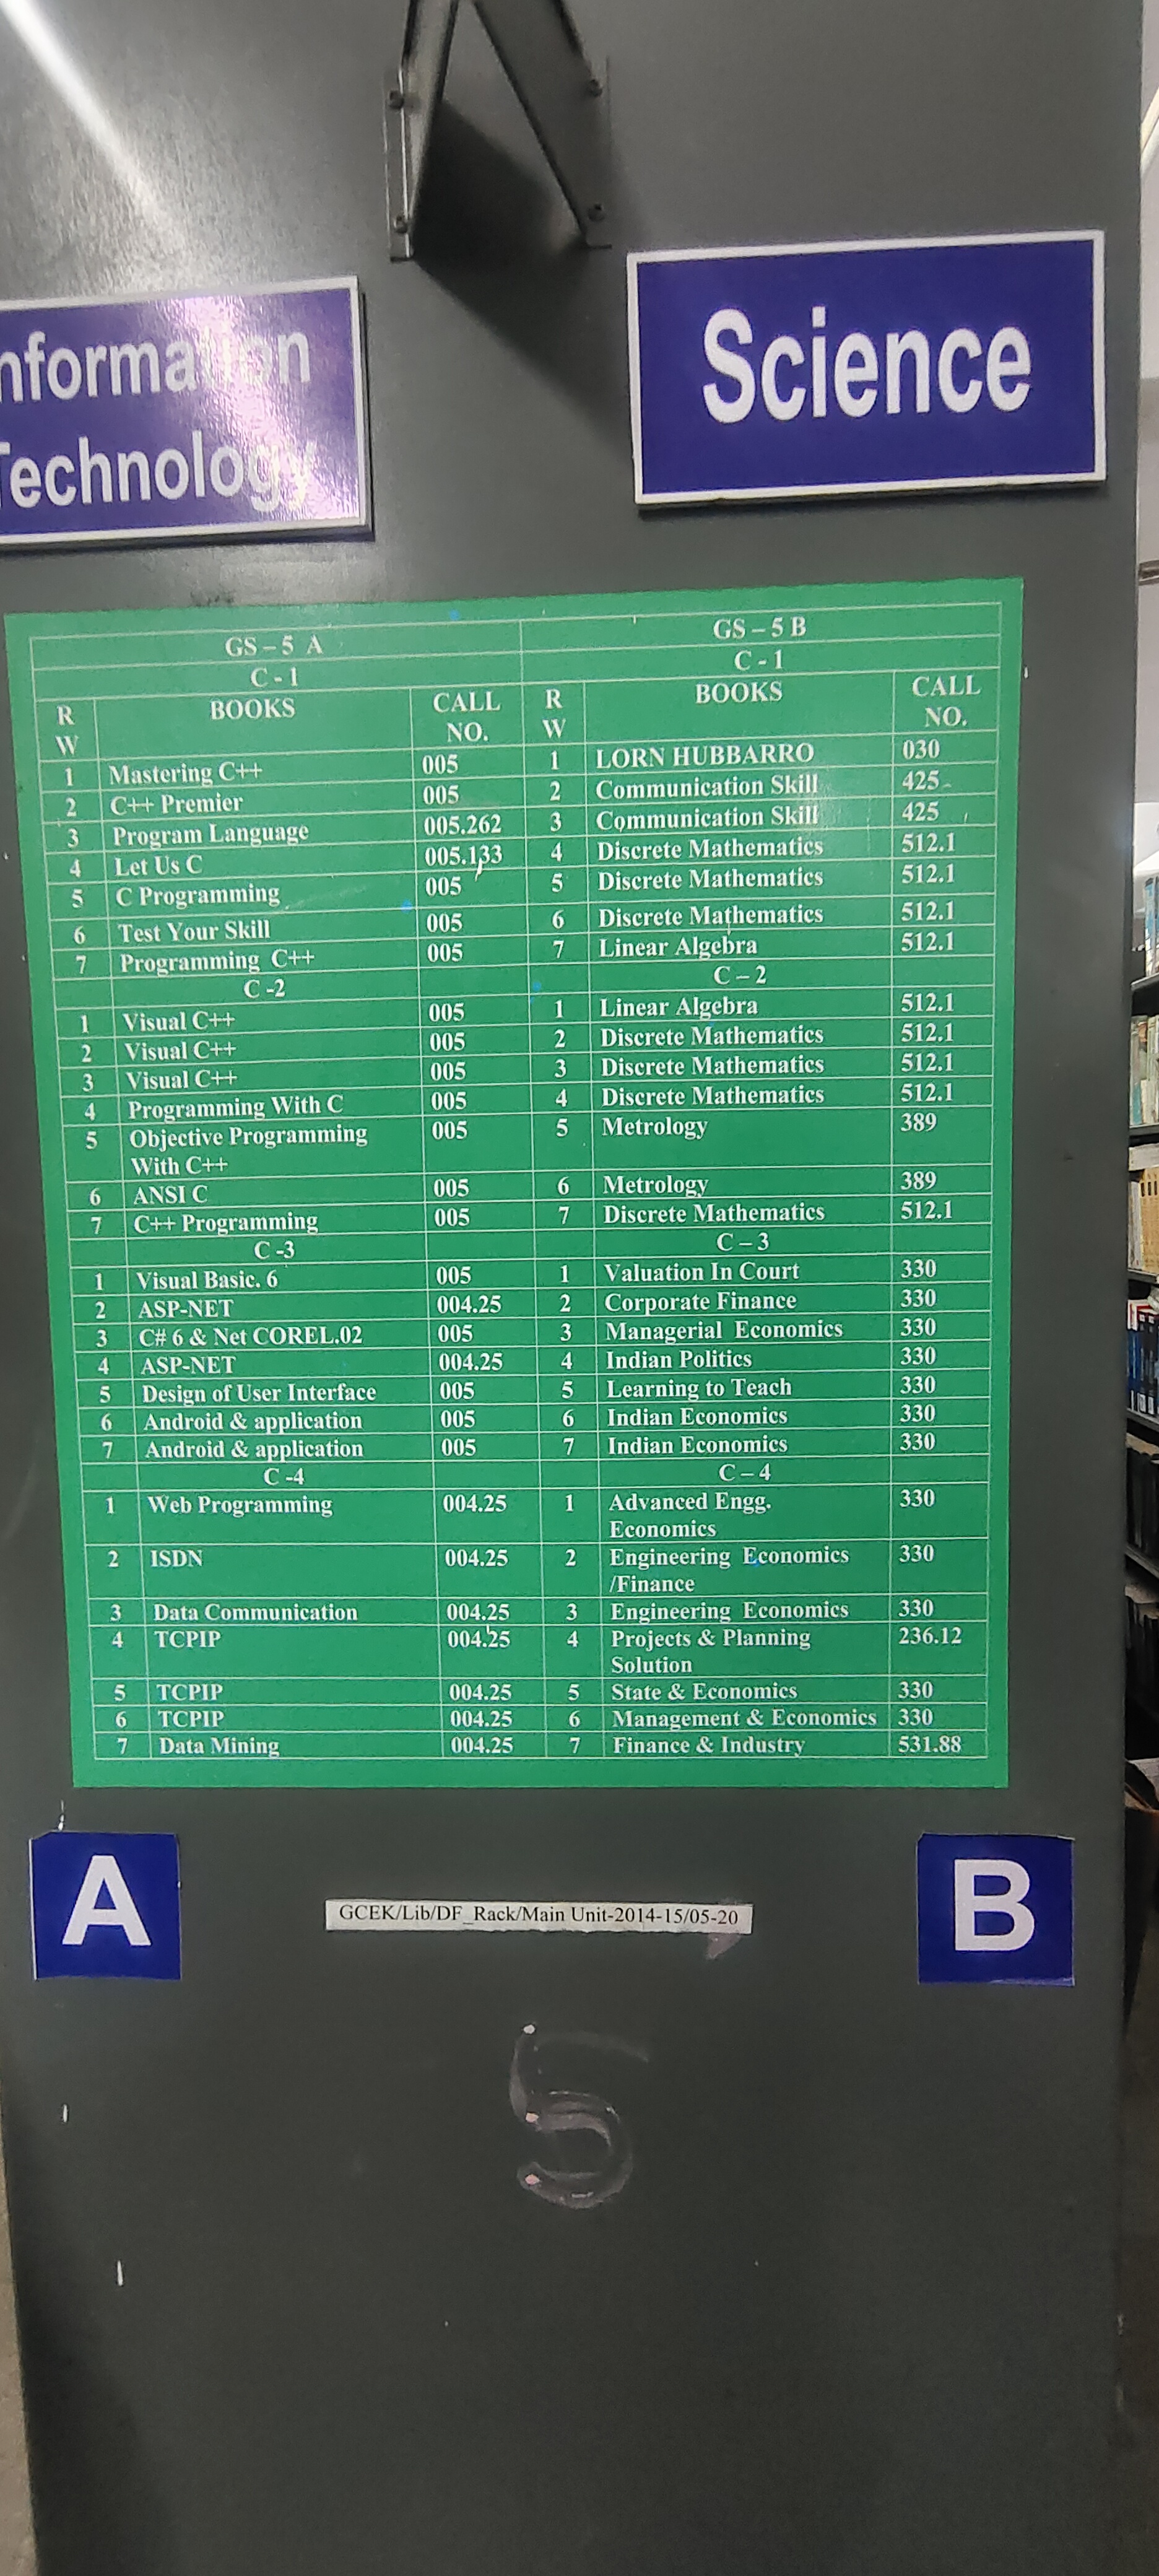 nformation
Technology
Science
GS – 5 A GS – 5 B
C - 1 C - 1
R W BOOKS CALL NO. R W BOOKS CALL NO.
1 Mastering C++ 005 1 LORN HUBBARRO 030
2 C++ Premier 005 2 Communication Skill 425
3 Program Language 005.262 3 Communication Skill 425
4 Let Us C 005.133 4 Discrete Mathematics 512.1
5 C Programming 005 5 Discrete Mathematics 512.1
6 Test Your Skill 005 6 Discrete Mathematics 512.1
7 Programming C++ 005 7 Linear Algebra 512.1
C -2 C – 2
1 Visual C++ 005 1 Linear Algebra 512.1
2 Visual C++ 005 2 Discrete Mathematics 512.1
3 Visual C++ 005 3 Discrete Mathematics 512.1
4 Programming With C 005 4 Discrete Mathematics 512.1
5 Objective Programming 005 5 Metrology 389
With C++
6 ANSI C 005 6 Metrology 389
7 C++ Programming 005 7 Discrete Mathematics 512.1
C -3 C – 3
1 Visual Basic. 6 005 1 Valuation In Court 330
2 ASP-NET 004.25 2 Corporate Finance 330
3 C# 6 & Net COREL.02 005 3 Managerial Economics 330
4 ASP-NET 004.25 4 Indian Politics 330
5 Design of User Interface 005 5 Learning to Teach 330
6 Android & application 005 6 Indian Economics 330
7 Android & application 005 7 Indian Economics 330
C -4 C – 4
1 Web Programming 004.25 1 Advanced Engg. 330
Economics
2 ISDN 004.25 2 Engineering Economics 330
/Finance
3 Data Communication 004.25 3 Engineering Economics 330
4 TCPIP 004.25 4 Projects & Planning 236.12
Solution
5 TCPIP 004.25 5 State & Economics 330
6 TCPIP 004.25 6 Management & Economics 330
7 Data Mining 004.25 7 Finance & Industry 531.88
A
GCEK/Lib/DF_Rack/Main Unit-2014-15/05-20
B
5